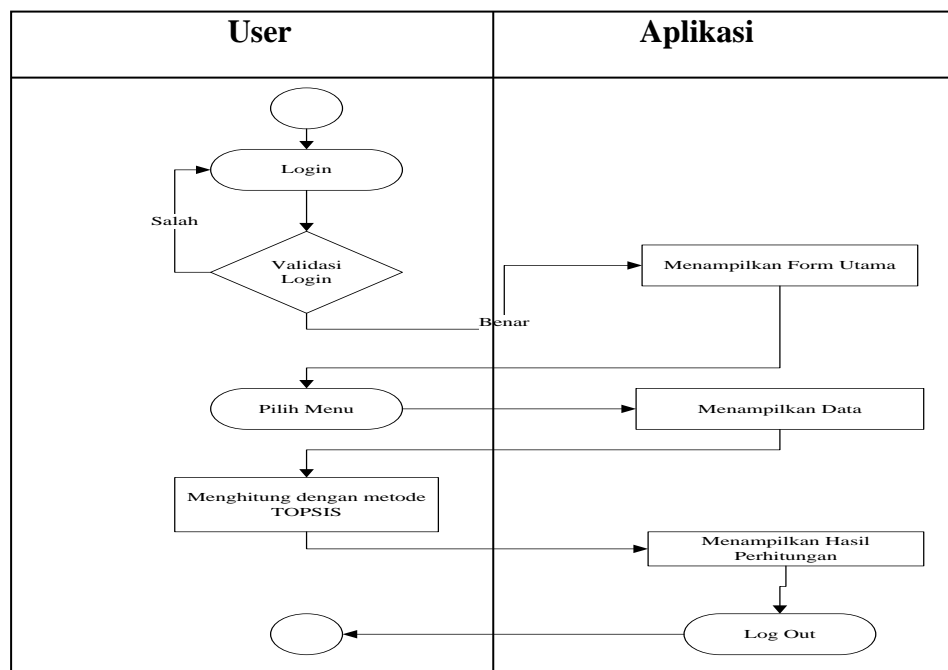 User
Aplikasi
Login
Salah
Validasi
Login
Menampilkan Form Utama
Benar
Pilih Menu
Menampilkan Data
Menghitung dengan metode
TOPSIS
Menampilkan Hasil
Perhitungan
Log Out